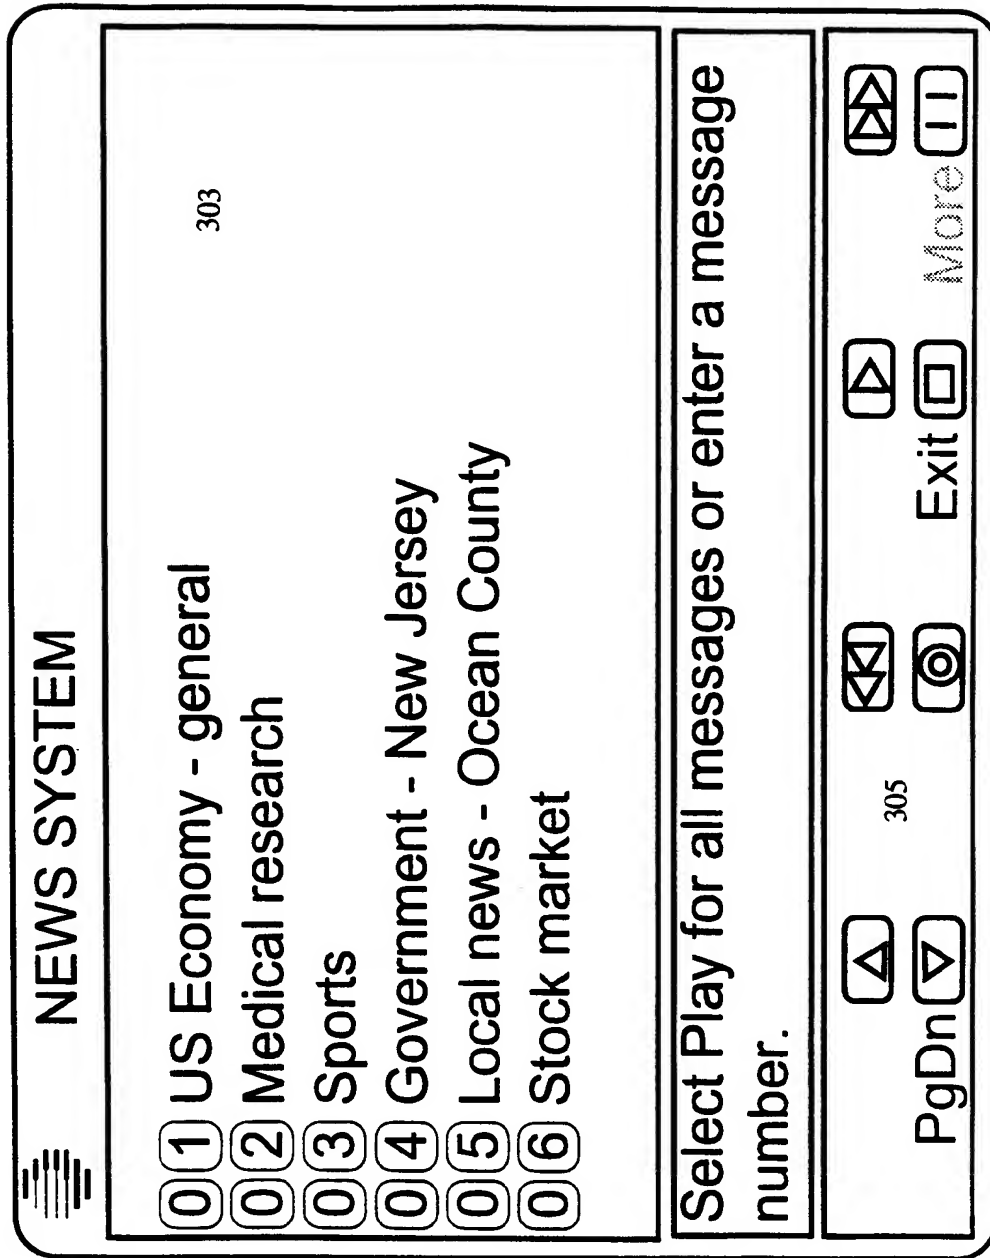 NEWS SYSTEM
01 US Economy - general
02 Medical research
03 Sports
04 Government - New Jersey
05 Local news - Ocean County
06 Stock market
303
Select Play for all messages or enter a message
number.
305
PgDn
Exit
More